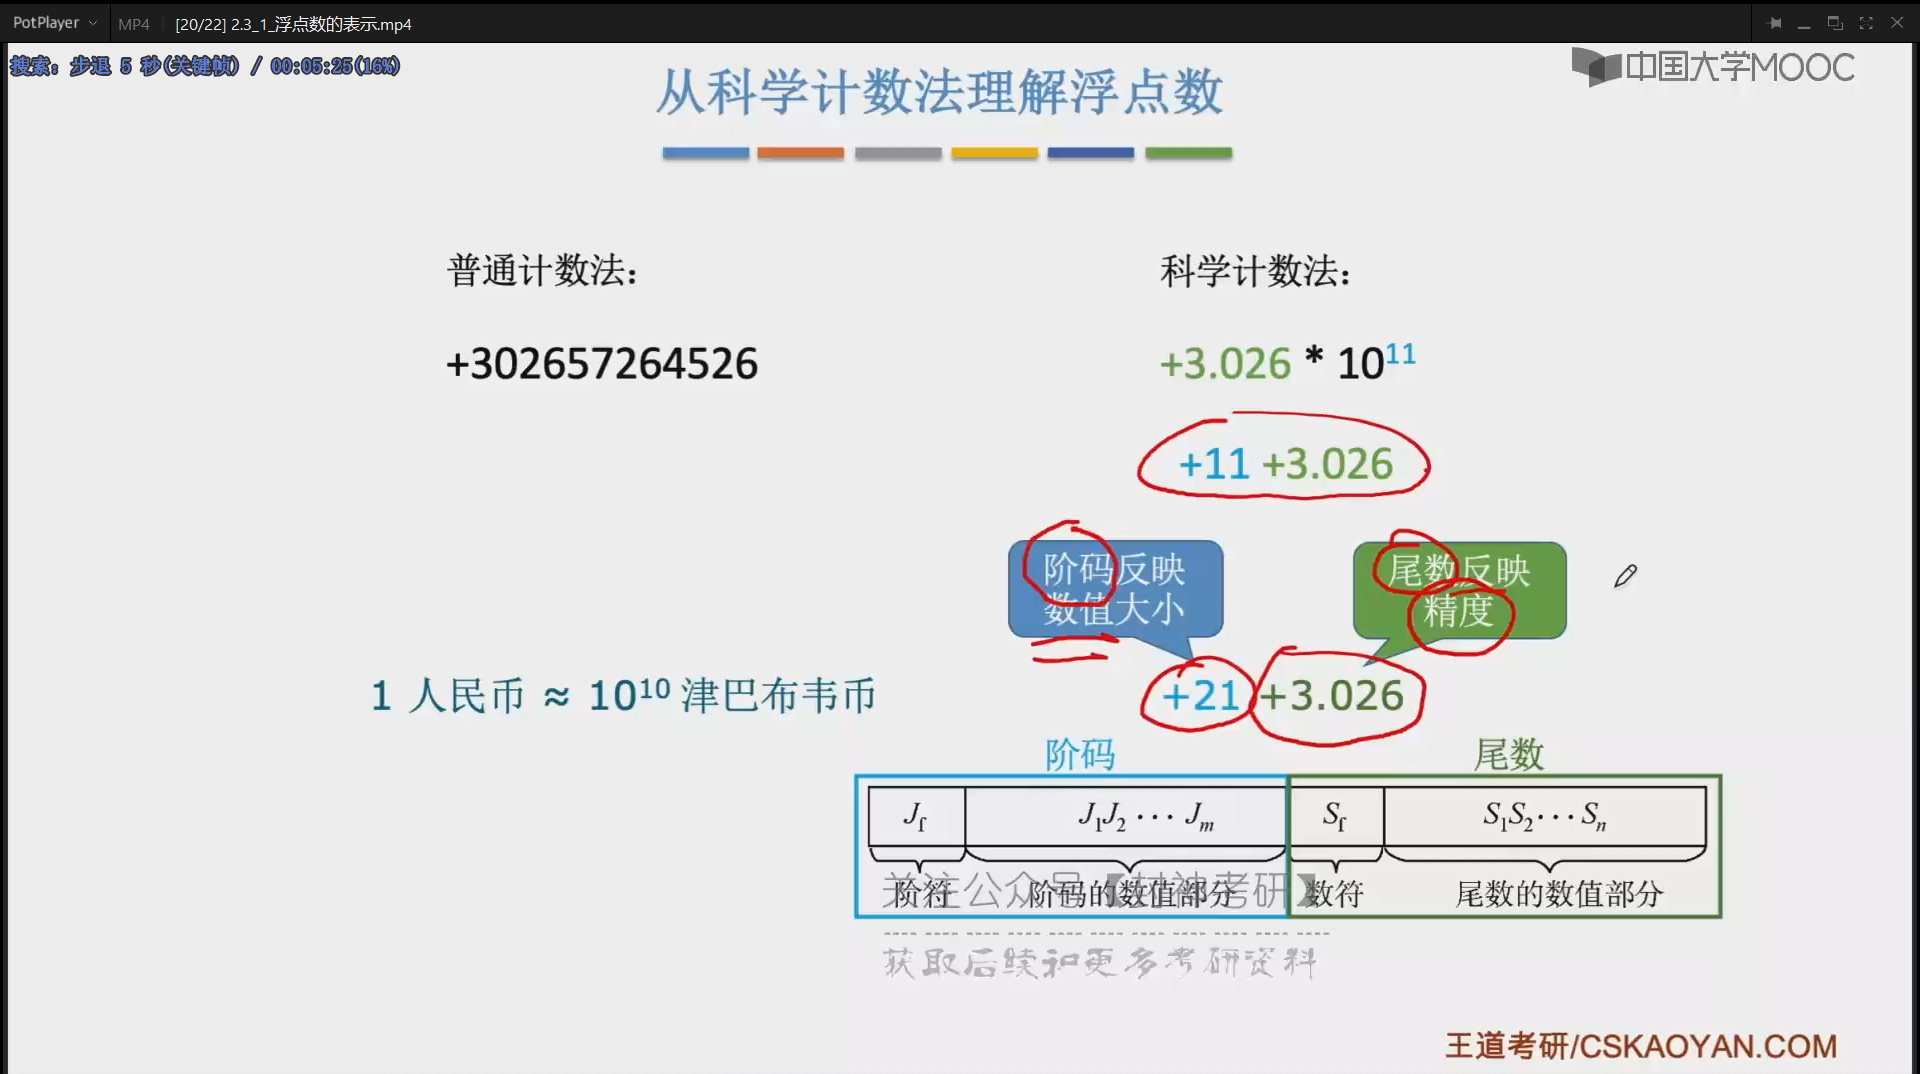 PotPlayer MP4 [20/22] 2.3_1_浮点数的表示.mp4
搜索: 步退 5 秒(关键帧) / 00:05:25(16%)
中国大学MOOC
从科学计数法理解浮点数
普通计数法：
+302657264526
科学计数法：
+3.026 * 10^11
+11 +3.026
阶码反映
数值大小
尾数反映
精度
1 人民币 ≈ 10^10 津巴布韦币
+21 +3.026
阶码
尾数
J_f J_1J_2 ··· J_m S_f S_1S_2 ··· S_n
阶符 阶码的数值部分 数符 尾数的数值部分
关注公众号【封神考研】
获取后续和更多考研资料
王道考研/CSKAOYAN.COM